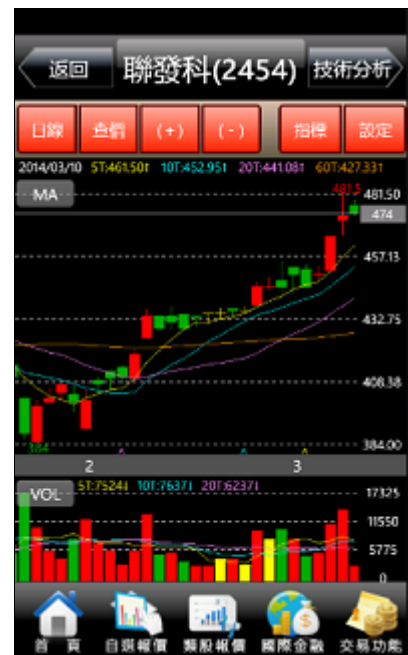 返回 聯發科(2454) 技術分析
日線 查價 (+) (-) 指標 設定
2014/03/10 5T:461.50↑ 10T:452.95↑ 20T:441.08↑ 60T:427.33↑
MA 481.5 481.50
474
457.13
432.75
408.38
384 384.00
2 3
VOL 5T:7524↓ 10T:7637↓ 20T:6237↓ 17325
11550
5775
0
首 頁 自選報價 類股報價 國際金融 交易功能